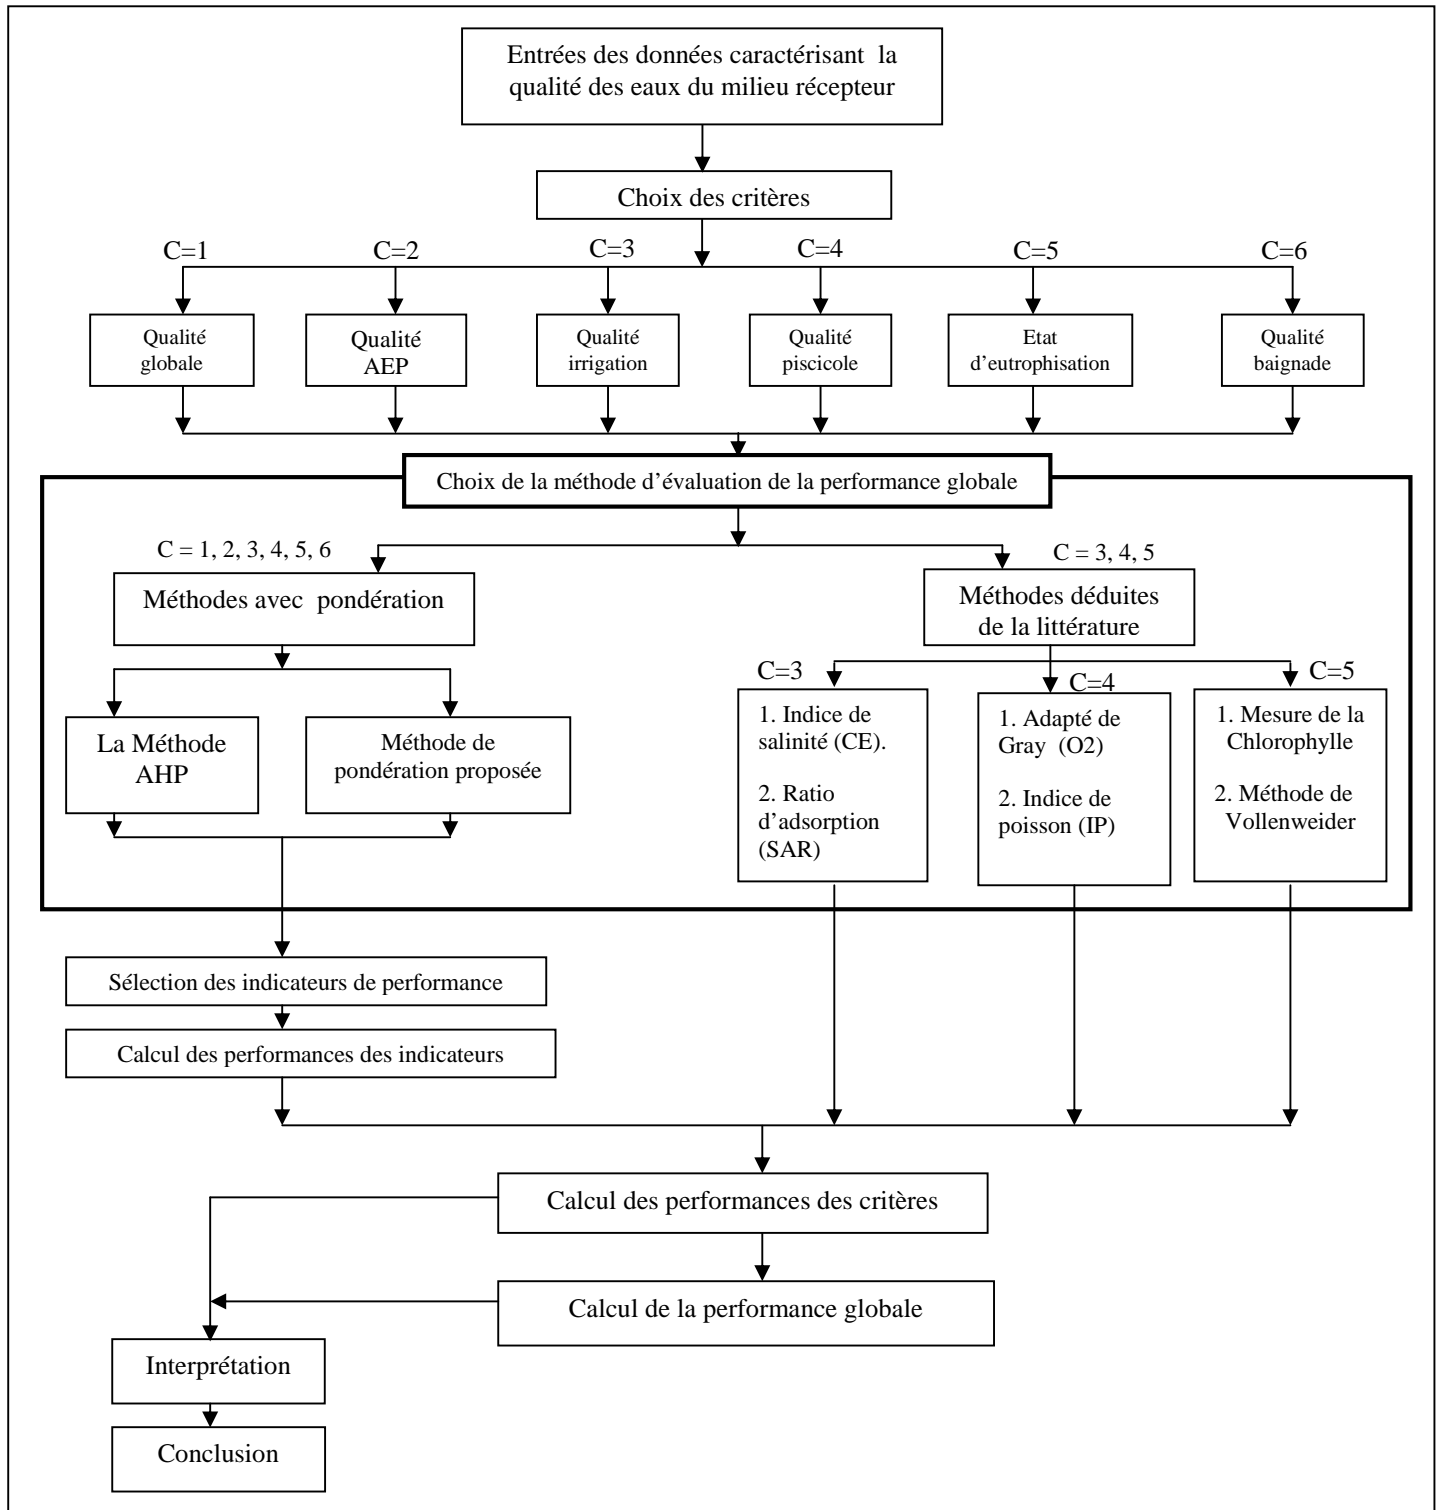 Entrées des données caractérisant la
qualité des eaux du milieu récepteur
Choix des critères
C=1
C=2
C=3
C=4
C=5
C=6
Qualité
globale
Qualité
AEP
Qualité
irrigation
Qualité
piscicole
Etat
d’eutrophisation
Qualité
baignade
Choix de la méthode d’évaluation de la performance globale
C = 1, 2, 3, 4, 5, 6
C = 3, 4, 5
Méthodes avec pondération
Méthodes déduites
de la littérature
C=3
C=4
C=5
La Méthode
AHP
Méthode de
pondération proposée
1. Indice de
salinité (CE).
2. Ratio
d’adsorption
(SAR)
1. Adapté de
Gray (O2)
2. Indice de
poisson (IP)
1. Mesure de la
Chlorophylle
2. Méthode de
Vollenweider
Sélection des indicateurs de performance
Calcul des performances des indicateurs
Calcul des performances des critères
Calcul de la performance globale
Interprétation
Conclusion